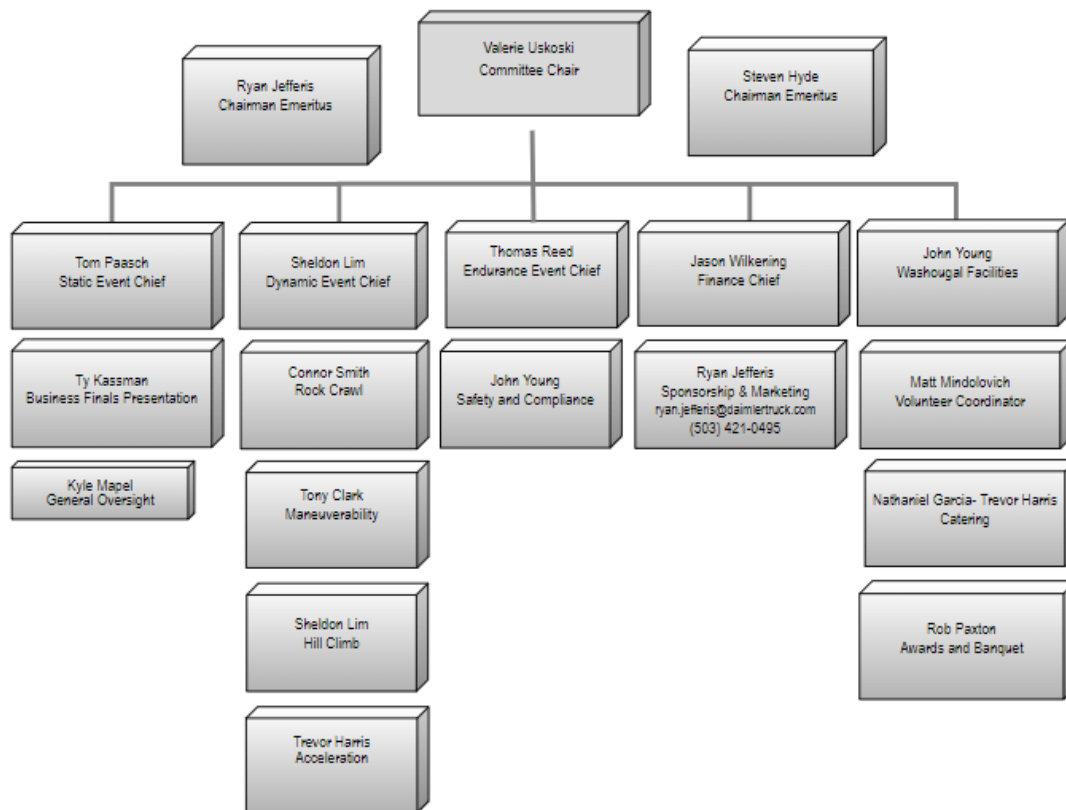 Valerie Uskoski
Committee Chair
Ryan Jefferis
Chairman Emeritus
Steven Hyde
Chairman Emeritus
Tom Paasch
Static Event Chief
Sheldon Lim
Dynamic Event Chief
Thomas Reed
Endurance Event Chief
Jason Wilkening
Finance Chief
John Young
Washougal Facilities
Ty Kassman
Business Finals Presentation
Connor Smith
Rock Crawl
John Young
Safety and Compliance
Ryan Jefferis
Sponsorship & Marketing
ryan.jefferis@daimlertruck.com
(503) 421-0495
Matt Mindolovich
Volunteer Coordinator
Kyle Mapel
General Oversight
Tony Clark
Maneuverability
Nathaniel Garcia- Trevor Harris
Catering
Sheldon Lim
Hill Climb
Rob Paxton
Awards and Banquet
Trevor Harris
Acceleration